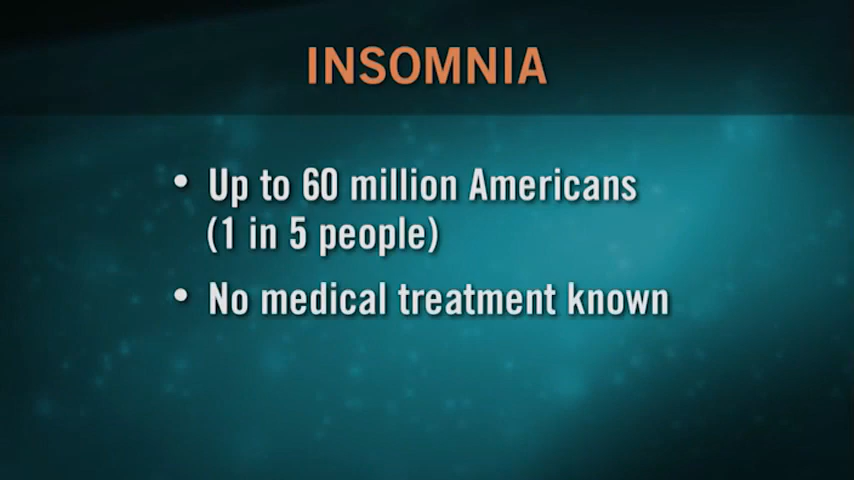 INSOMNIA
• Up to 60 million Americans
(1 in 5 people)
• No medical treatment known